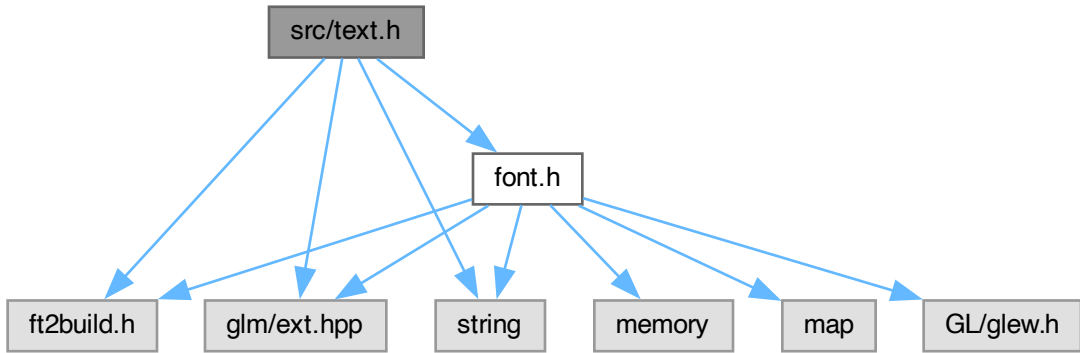 src/text.h
font.h
ft2build.h
glm/ext.hpp
string
memory
map
GL/glew.h